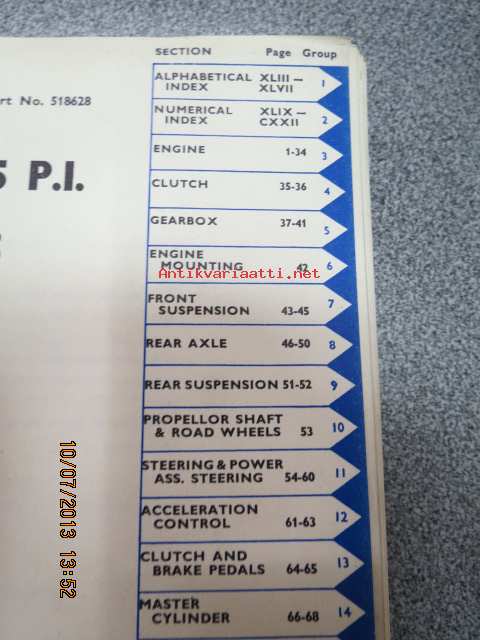 SECTION Page Group
ALPHABETICAL XLIII —
INDEX XLVII 1
rt No. 518628
NUMERICAL XLIX —
INDEX CXXII 2
ENGINE 1-34 3
5 P.I.
CLUTCH 35-36 4
GEARBOX 37-41 5
ENGINE
MOUNTING 42 6
Antikvariaatti.net
FRONT
SUSPENSION 43-45 7
REAR AXLE 46-50 8
REAR SUSPENSION 51-52 9
PROPELLOR SHAFT
& ROAD WHEELS 53 10
STEERING & POWER
ASS. STEERING 54-60 11
ACCELERATION
CONTROL 61-63 12
CLUTCH AND
BRAKE PEDALS 64-65 13
MASTER
CYLINDER 66-68 14
10/07/2013 13:52